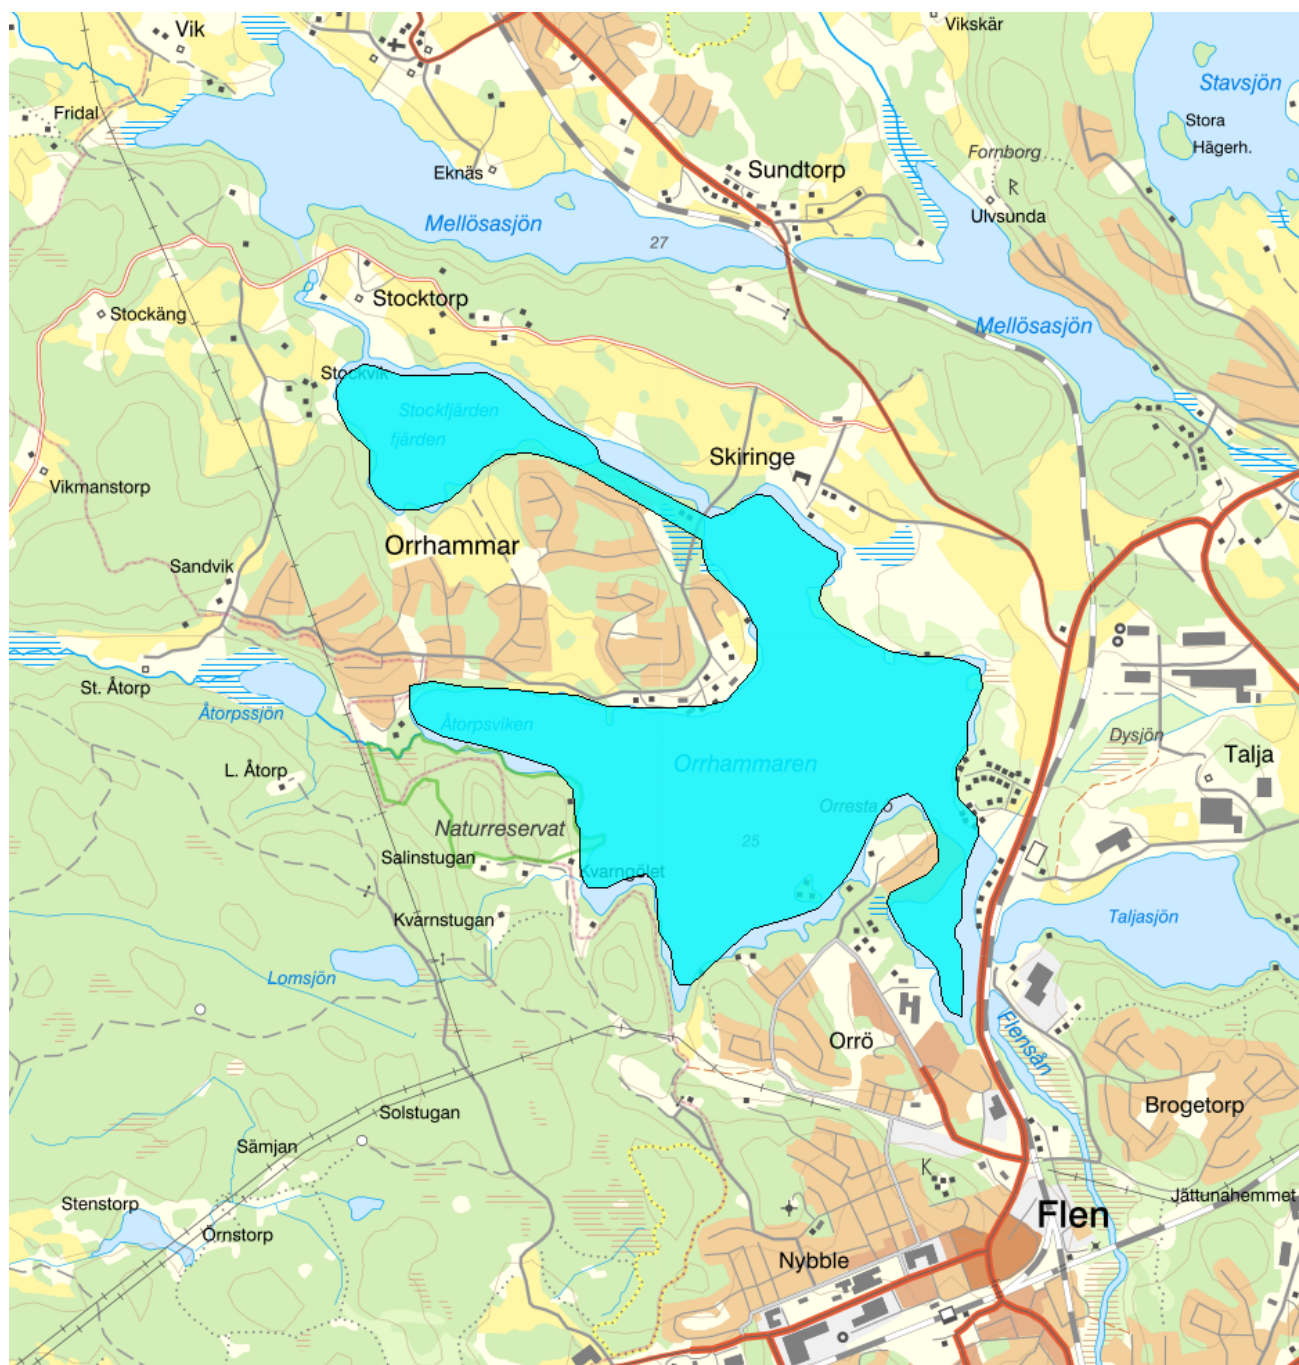 Vik
Vikskär
Stavsjön
Fridal
Stora
Hägerh.
Fornborg
Eknäs
Sundtorp
R
Ulvsunda
Mellösasjön
27
Stocktorp
Stockäng
Mellösasjön
Stockvik
Stockfjärden
fjärden
Skiringe
Vikmanstorp
Orrhammar
Sandvik
St. Åtorp
Åtorpssjön
Åtorpsviken
Dysjön
Talja
L. Åtorp
Orrhammaren
Naturreservat
25
Salinstugan
Kvarngölet
Kvarnstugan
Taljasjön
Lomsjön
Orrö
Flensån
Solstugan
Brogetorp
Sämjan
K
Jättunahemmet
Stenstorp
Flen
Örnstorp
Nybble